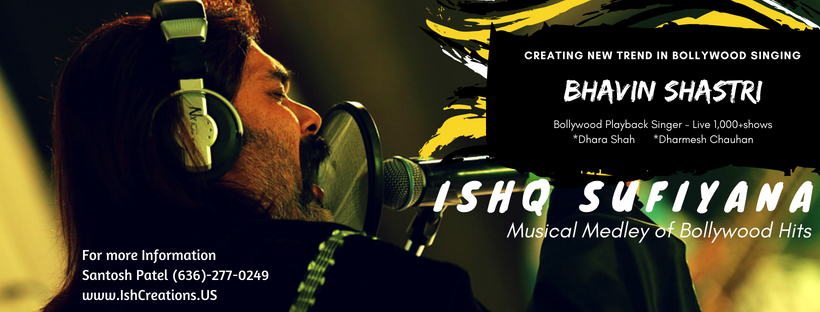 CREATING NEW TREND IN BOLLYWOOD SINGING
BHAVIN SHASTRI
Bollywood Playback Singer - Live 1,000+shows
*Dhara Shah *Dharmesh Chauhan
ISHQ SUFIYANA
Musical Medley of Bollywood Hits
For more Information
Santosh Patel (636)-277-0249
www.IshCreations.US